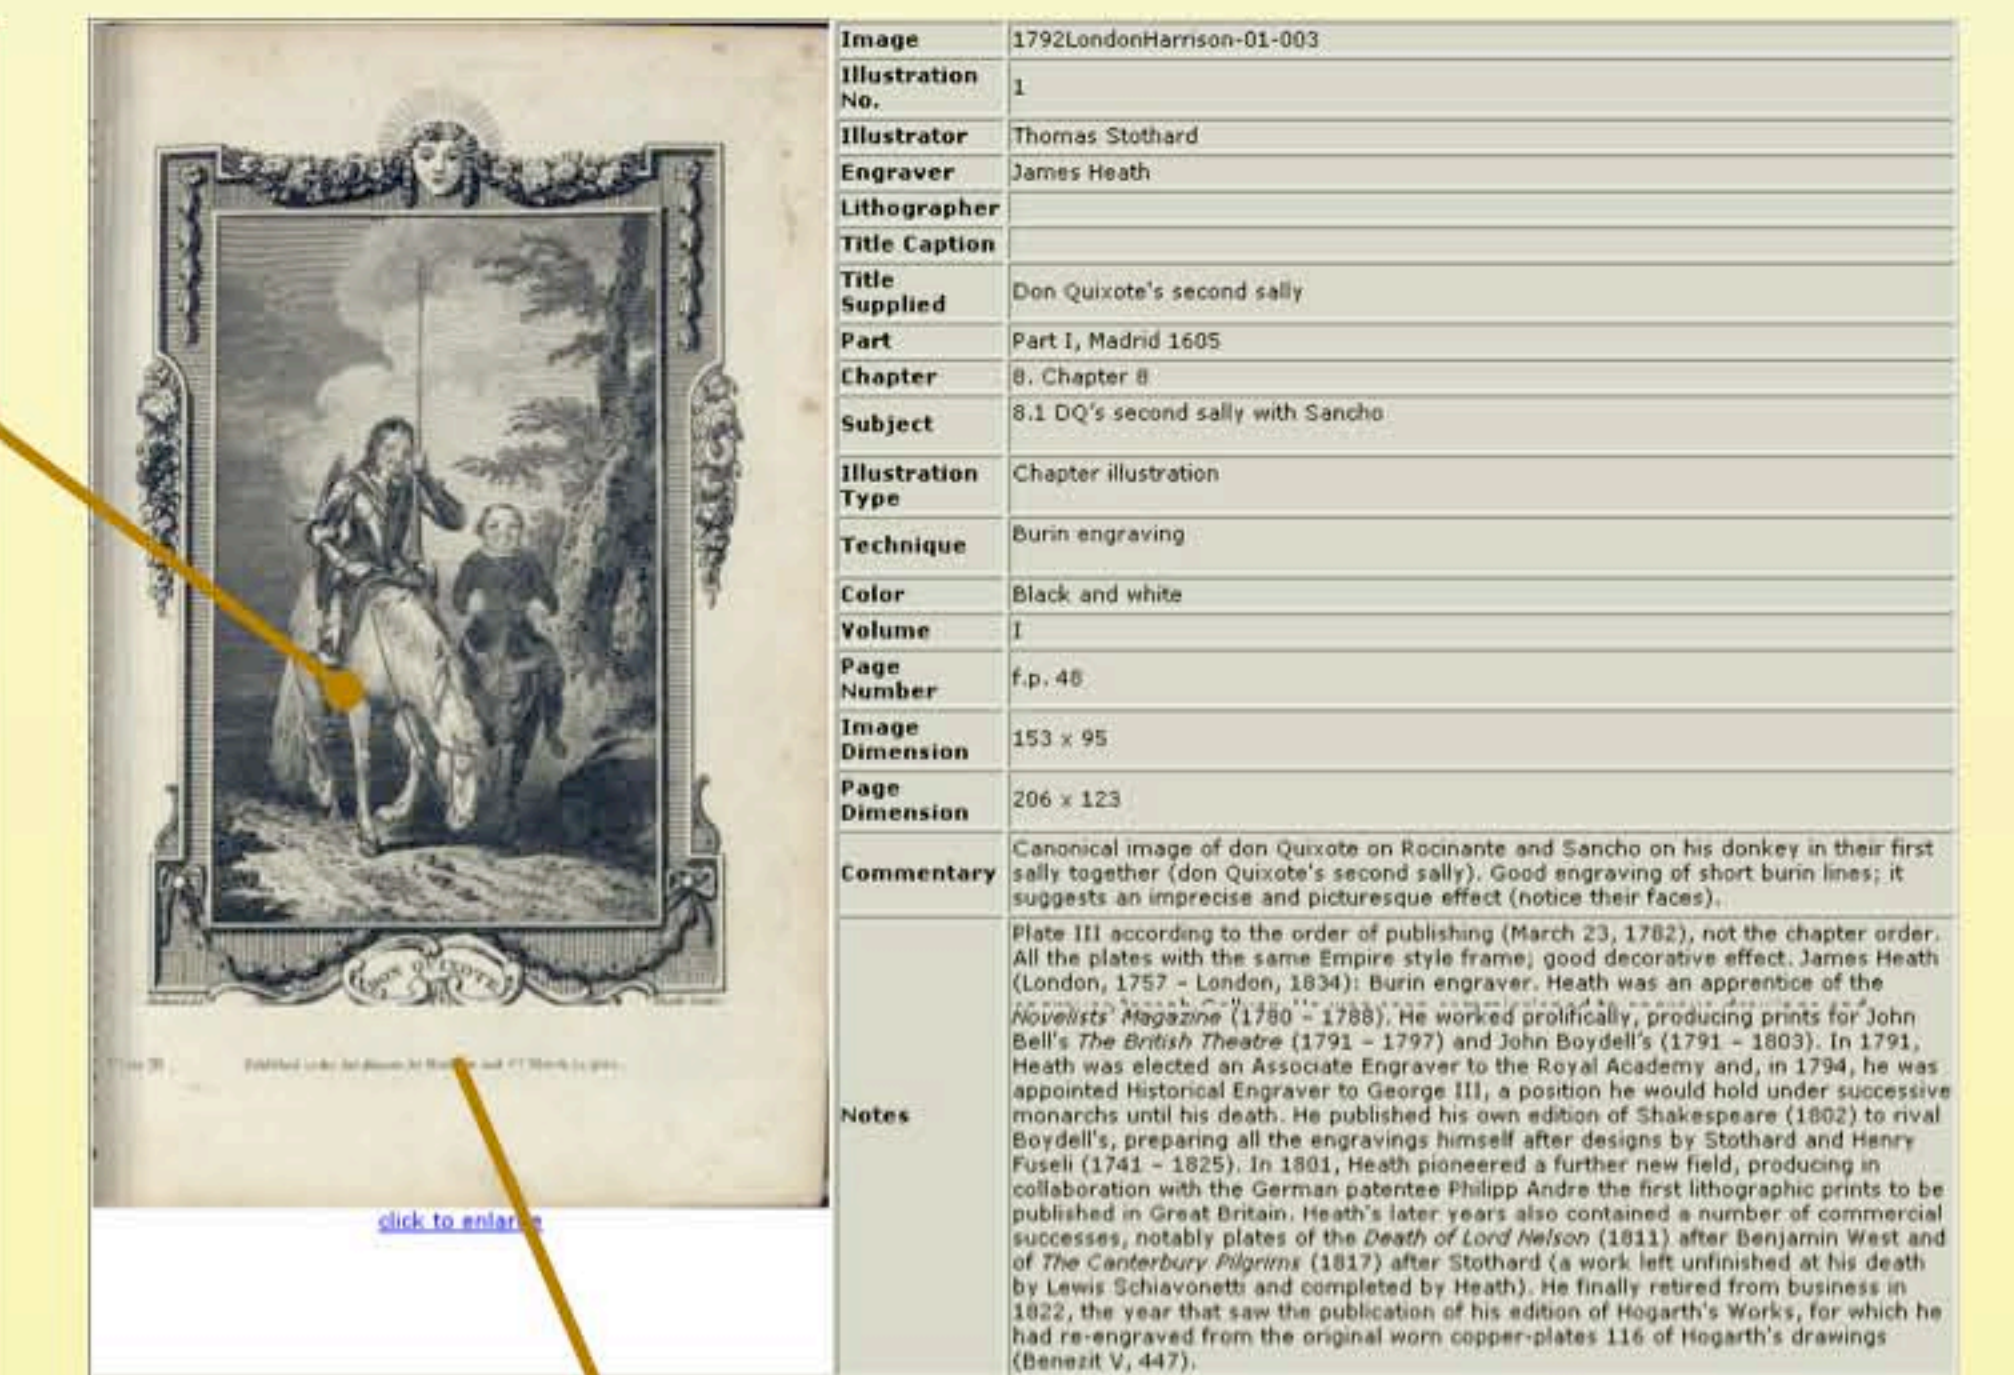 Image 1792LondonHarrison-01-003
Illustration No. 1
Illustrator Thomas Stothard
Engraver James Heath
Lithographer
Title Caption
Title Supplied Don Quixote's second sally
Part Part I, Madrid 1605
Chapter 8. Chapter 8
Subject 8.1 DQ's second sally with Sancho
Illustration Type Chapter illustration
Technique Burin engraving
Color Black and white
Volume I
Page Number f.p. 48
Image Dimension 153 x 95
Page Dimension 206 x 123
Commentary
Canonical image of don Quixote on Rocinante and Sancho on his donkey in their first
sally together (don Quixote's second sally). Good engraving of short burin lines; it
suggests an imprecise and picturesque effect (notice their faces).
Notes
Plate III according to the order of publishing (March 23, 1782), not the chapter order.
All the plates with the same Empire style frame; good decorative effect. James Heath
(London, 1757 - London, 1834): Burin engraver. Heath was an apprentice of the
Novelists' Magazine (1780 - 1788). He worked prolifically, producing prints for John
Bell's The British Theatre (1791 - 1797) and John Boydell's (1791 - 1803). In 1791,
Heath was elected an Associate Engraver to the Royal Academy and, in 1794, he was
appointed Historical Engraver to George III, a position he would hold under successive
monarchs until his death. He published his own edition of Shakespeare (1802) to rival
Boydell's, preparing all the engravings himself after designs by Stothard and Henry
Fuseli (1741 - 1825). In 1801, Heath pioneered a further new field, producing in
collaboration with the German patentee Philipp Andre the first lithographic prints to be
published in Great Britain. Heath's later years also contained a number of commercial
successes, notably plates of the Death of Lord Nelson (1811) after Benjamin West and
of The Canterbury Pilgrims (1817) after Stothard (a work left unfinished at his death
by Lewis Schiavonetti and completed by Heath). He finally retired from business in
1822, the year that saw the publication of his edition of Hogarth's Works, for which he
had re-engraved from the original worn copper-plates 116 of Hogarth's drawings
(Benezit V, 447).
DON QUIXOTE
click to enlarge